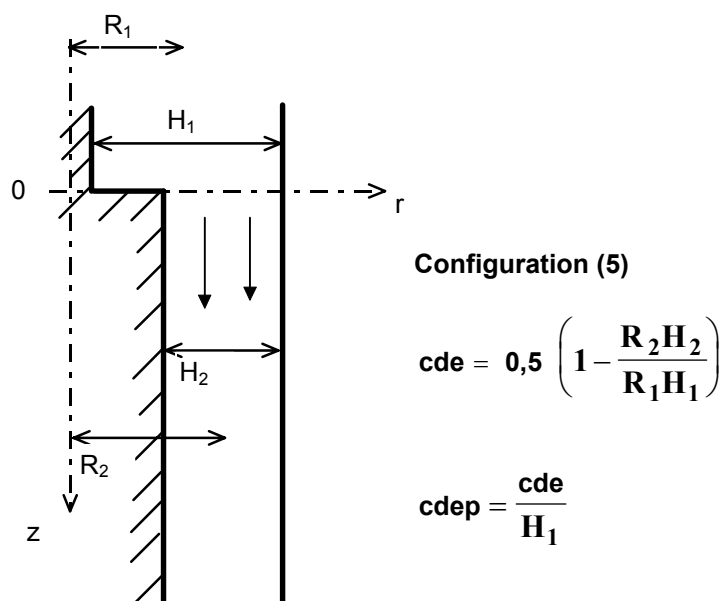 R₁
H₁
0
r
Configuration (5)
cde = 0,5 (1 − R₂H₂/R₁H₁)
H₂
R₂
cdep = cde/H₁
z